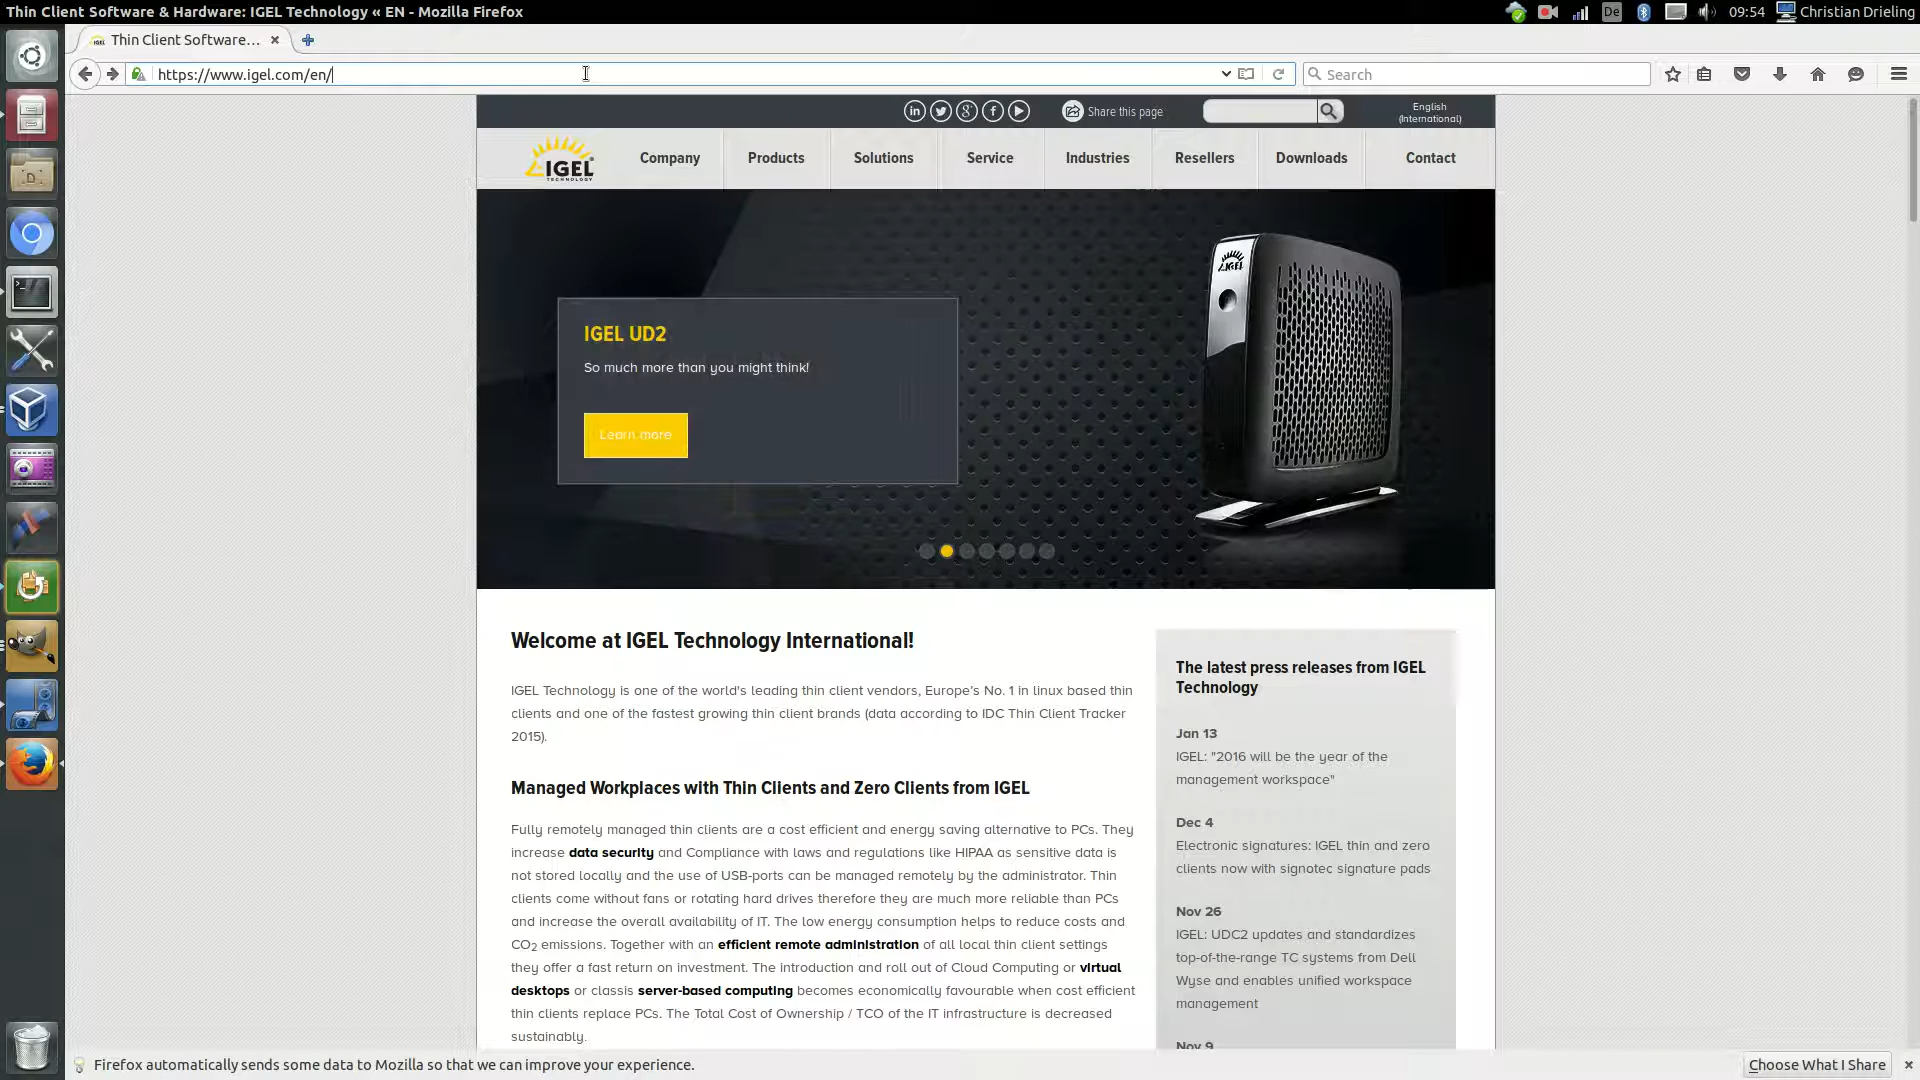 Thin Client Software & Hardware: IGEL Technology « EN - Mozilla Firefox
De
09:54
Christian Drieling
Thin Client Software...
https://www.igel.com/en/
Search
Share this page
English
(International)
IGEL
TECHNOLOGY
Company
Products
Solutions
Service
Industries
Resellers
Downloads
Contact
IGEL
IGEL UD2
So much more than you might think!
Learn more
Welcome at IGEL Technology International!
IGEL Technology is one of the world's leading thin client vendors, Europe's No. 1 in linux based thin
clients and one of the fastest growing thin client brands (data according to IDC Thin Client Tracker
2015).
Managed Workplaces with Thin Clients and Zero Clients from IGEL
Fully remotely managed thin clients are a cost efficient and energy saving alternative to PCs. They
increase data security and Compliance with laws and regulations like HIPAA as sensitive data is
not stored locally and the use of USB-ports can be managed remotely by the administrator. Thin
clients come without fans or rotating hard drives therefore they are much more reliable than PCs
and increase the overall availability of IT. The low energy consumption helps to reduce costs and
CO2 emissions. Together with an efficient remote administration of all local thin client settings
they offer a fast return on investment. The introduction and roll out of Cloud Computing or virtual
desktops or classis server-based computing becomes economically favourable when cost efficient
thin clients replace PCs. The Total Cost of Ownership / TCO of the IT infrastructure is decreased
sustainably.
The latest press releases from IGEL
Technology
Jan 13
IGEL: "2016 will be the year of the
management workspace"
Dec 4
Electronic signatures: IGEL thin and zero
clients now with signotec signature pads
Nov 26
IGEL: UDC2 updates and standardizes
top-of-the-range TC systems from Dell
Wyse and enables unified workspace
management
Nov 9
Firefox automatically sends some data to Mozilla so that we can improve your experience.
Choose What I Share